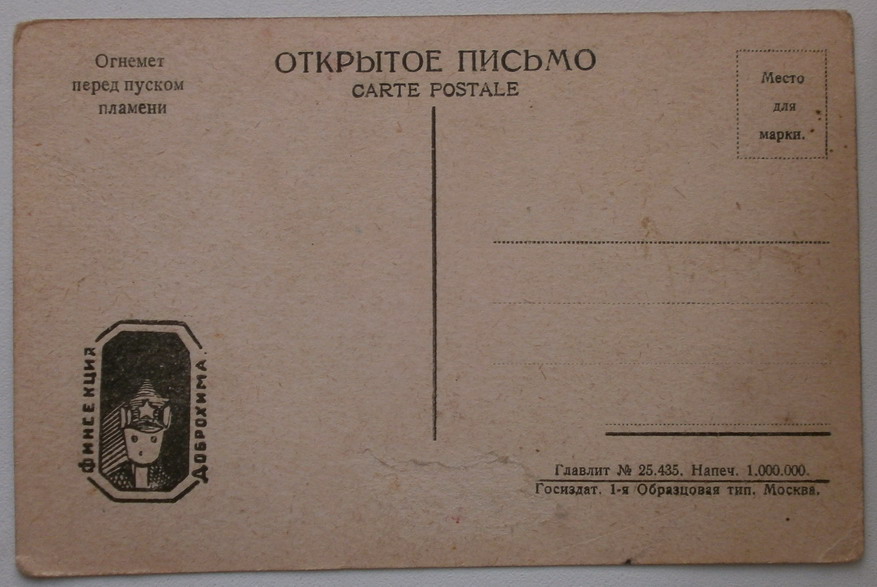 Огнемет
перед пуском
пламени
ОТКРЫТОЕ ПИСЬМО
CARTE POSTALE
Место
для
марки.
ФИНСЕКЦИЯ
ДОБРОХИМА.
Главлит № 25.435. Напеч. 1.000.000.
Госиздат. 1-я Образцовая тип. Москва.